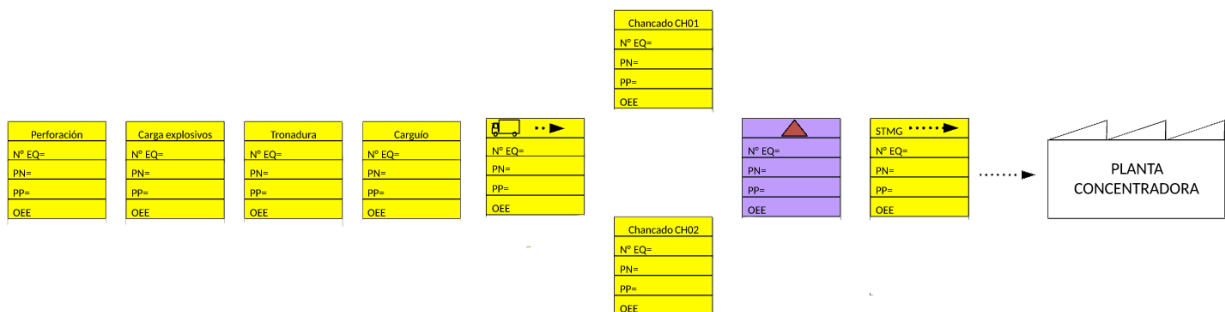 Perforación
N° EQ=
PN=
PP=
OEE
Carga explosivos
N° EQ=
PN=
PP=
OEE
Tronadura
N° EQ=
PN=
PP=
OEE
Carguío
N° EQ=
PN=
PP=
OEE
N° EQ=
PN=
PP=
OEE
Chancado CH01
N° EQ=
PN=
PP=
OEE
Chancado CH02
N° EQ=
PN=
PP=
OEE
N° EQ=
PN=
PP=
OEE
STMG
N° EQ=
PN=
PP=
OEE
PLANTA
CONCENTRADORA